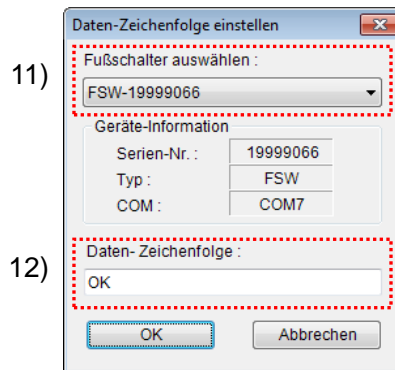 Daten-Zeichenfolge einstellen
11)
Fußschalter auswählen :
FSW-19999066
Geräte-Information
Serien-Nr. : 19999066
Typ : FSW
COM : COM7
12)
Daten- Zeichenfolge :
OK
OK Abbrechen